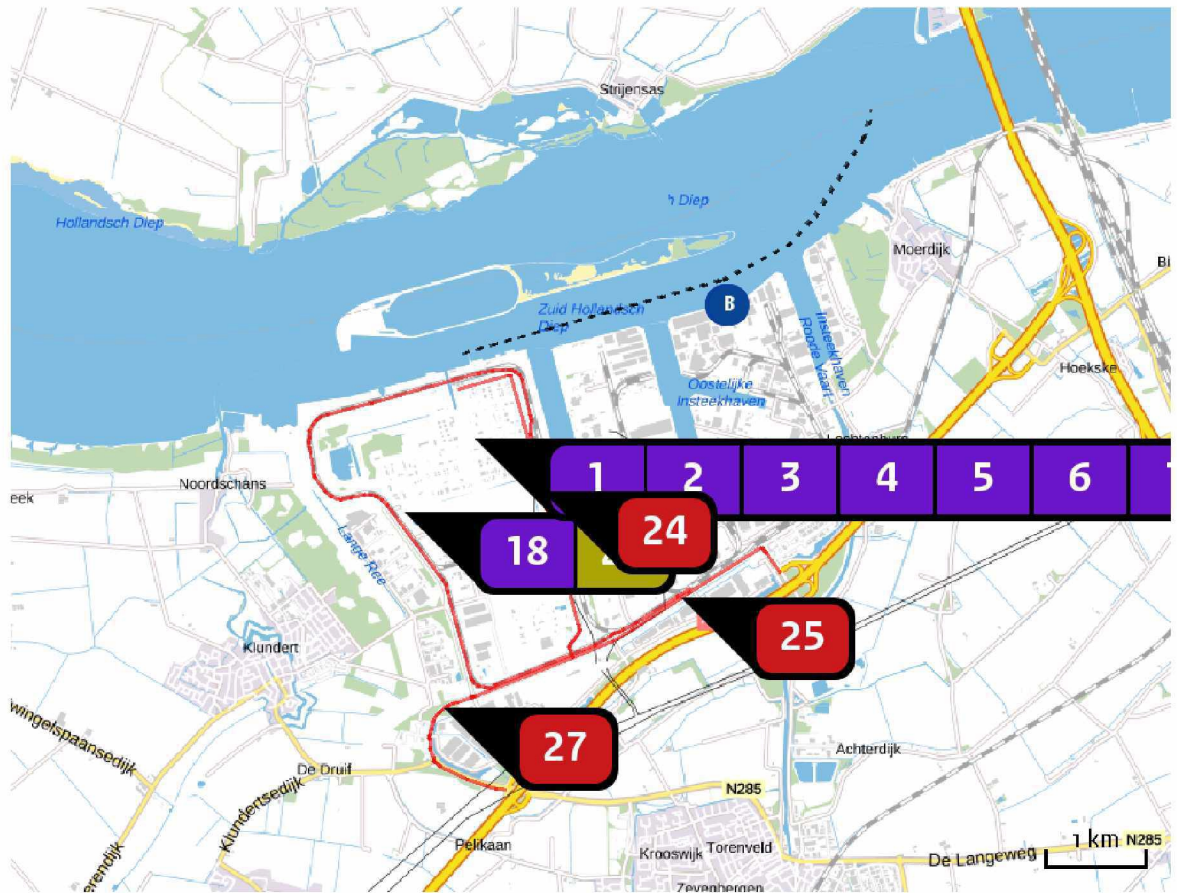 Strijensas
Hollandsch Diep
h Diep
Moerdijk
B
Zuid Hollandsch
Diep
Insteekhaven
Roode Vaart
Hoekske
Oostelijke
Insteekhaven
Noordschans
1 2 3 4 5 6
24
18
Lange Ree
25
Klundert
27
Achterdijk
De Druif
Klundertsedijk
N285
Pelikaan
1 km
N285
Krooswijk
Torenveld
De Langeweg
Zevenbergen